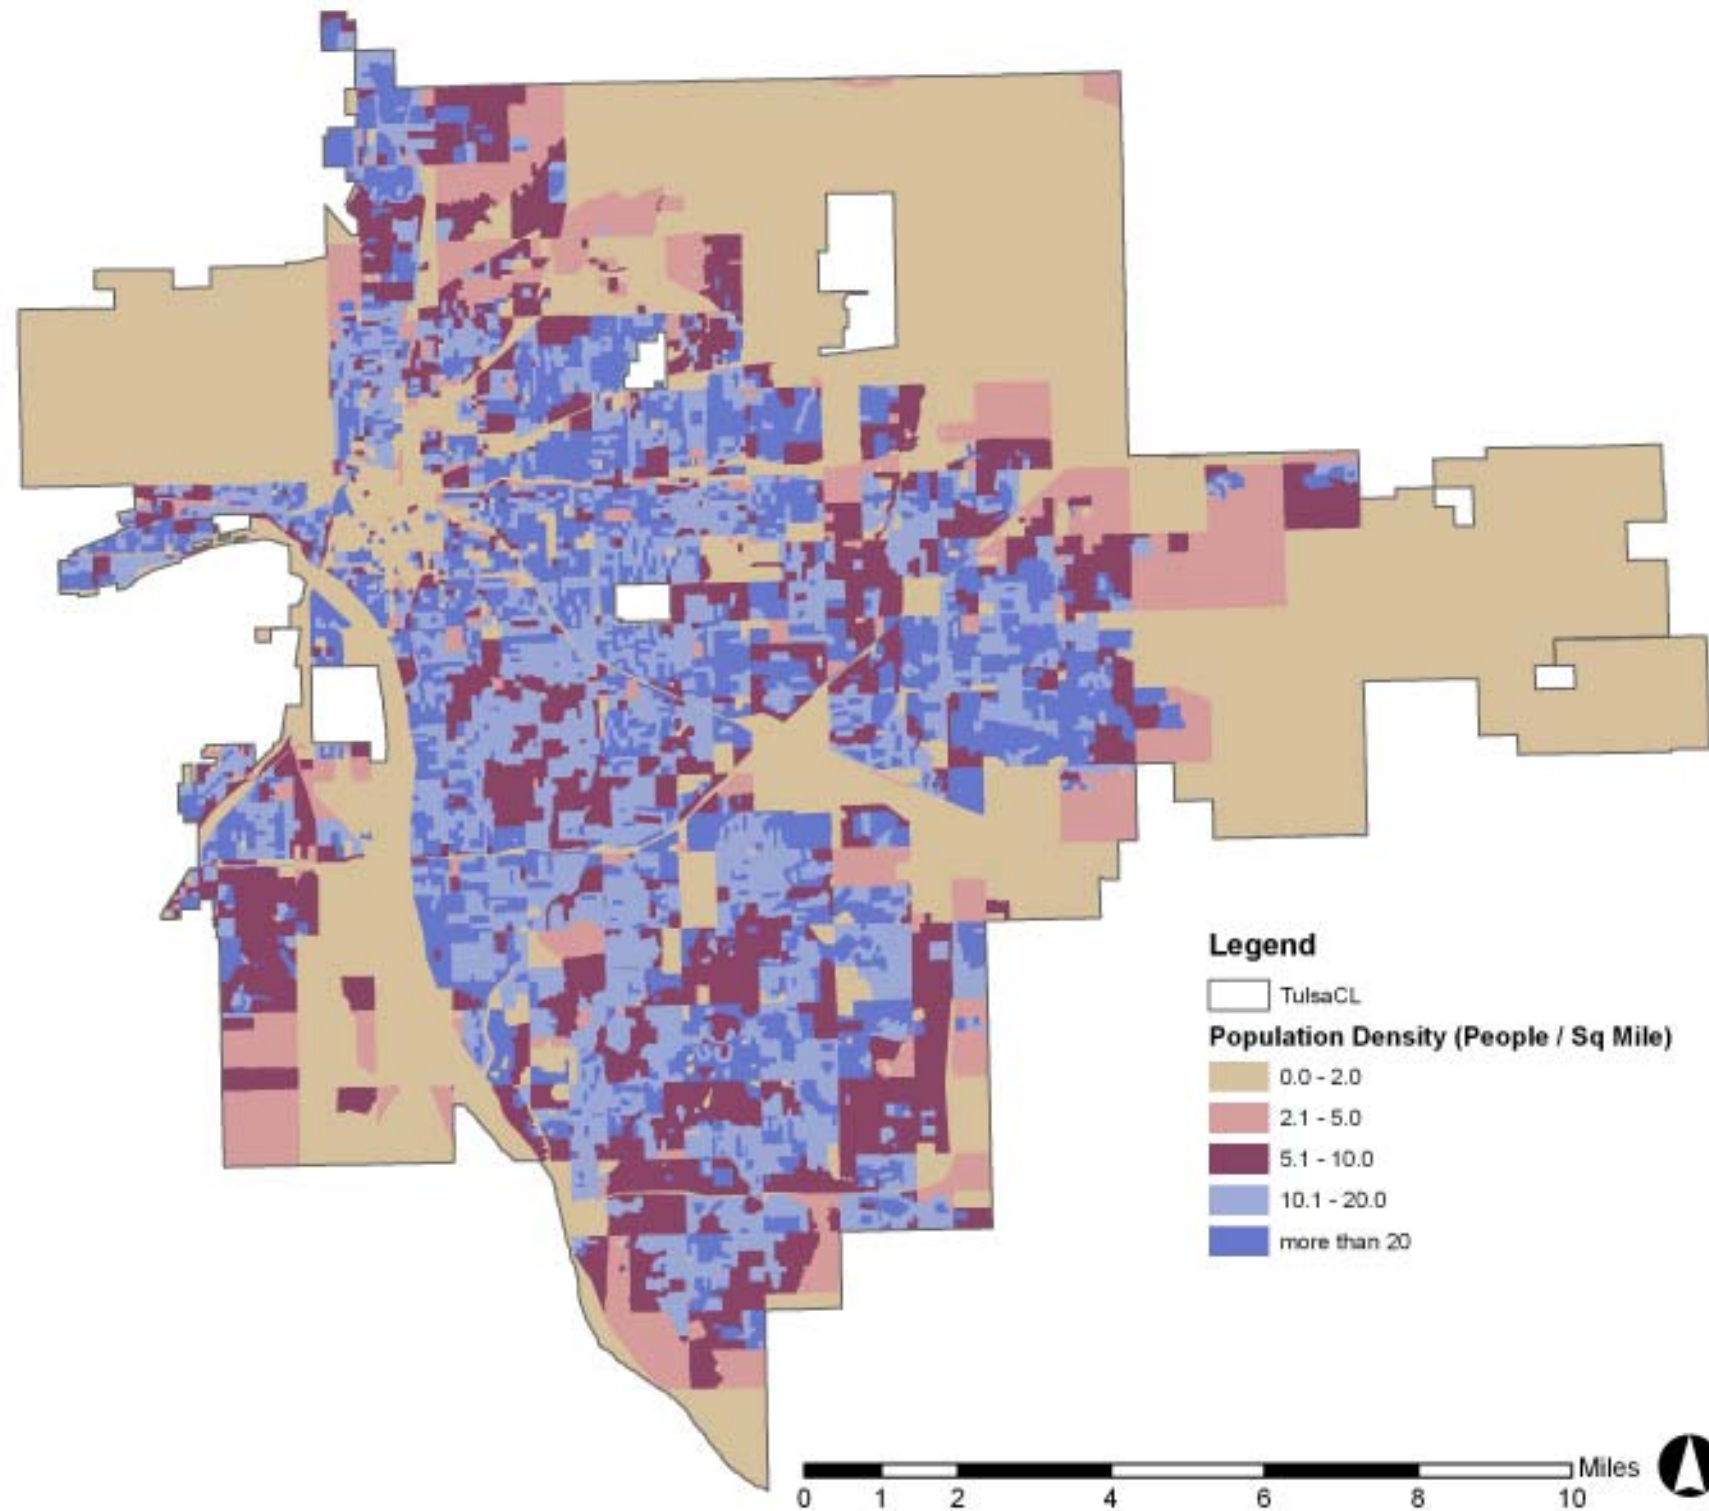 Legend
TulsaCL
Population Density (People / Sq Mile)
0.0 - 2.0
2.1 - 5.0
5.1 - 10.0
10.1 - 20.0
more than 20
Miles
0 1 2 4 6 8 10